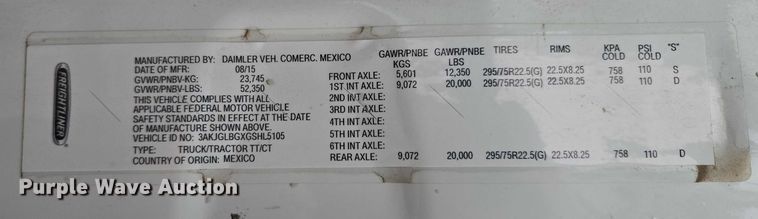 FREIGHTLINER
MANUFACTURED BY: DAIMLER VEH. COMERC. MEXICO
DATE OF MFR: 08/15
GVWR/PNBV-KG: 23,745
GVWR/PNBV-LBS: 52,350
THIS VEHICLE COMPLIES WITH ALL
APPLICABLE FEDERAL MOTOR VEHICLE
SAFETY STANDARDS IN EFFECT AT THE DATE
OF MANUFACTURE SHOWN ABOVE.
VEHICLE ID NO: 3AKJGLBGXGSHL5105
TYPE: TRUCK/TRACTOR TT/CT
COUNTRY OF ORIGIN: MEXICO
GAWR/PNBE GAWR/PNBE TIRES RIMS KPA PSI "S"
KGS LBS COLD COLD
FRONT AXLE: 5,601 12,350 295/75R22.5(G) 22.5X8.25 758 110 S
1ST INT AXLE: 9,072 20,000 295/75R22.5(G) 22.5X8.25 758 110 D
2ND INT AXLE:
3RD INT AXLE:
4TH INT AXLE:
5TH INT AXLE:
6TH INT AXLE:
REAR AXLE: 9,072 20,000 295/75R22.5(G) 22.5X8.25 758 110 D
Purple Wave Auction